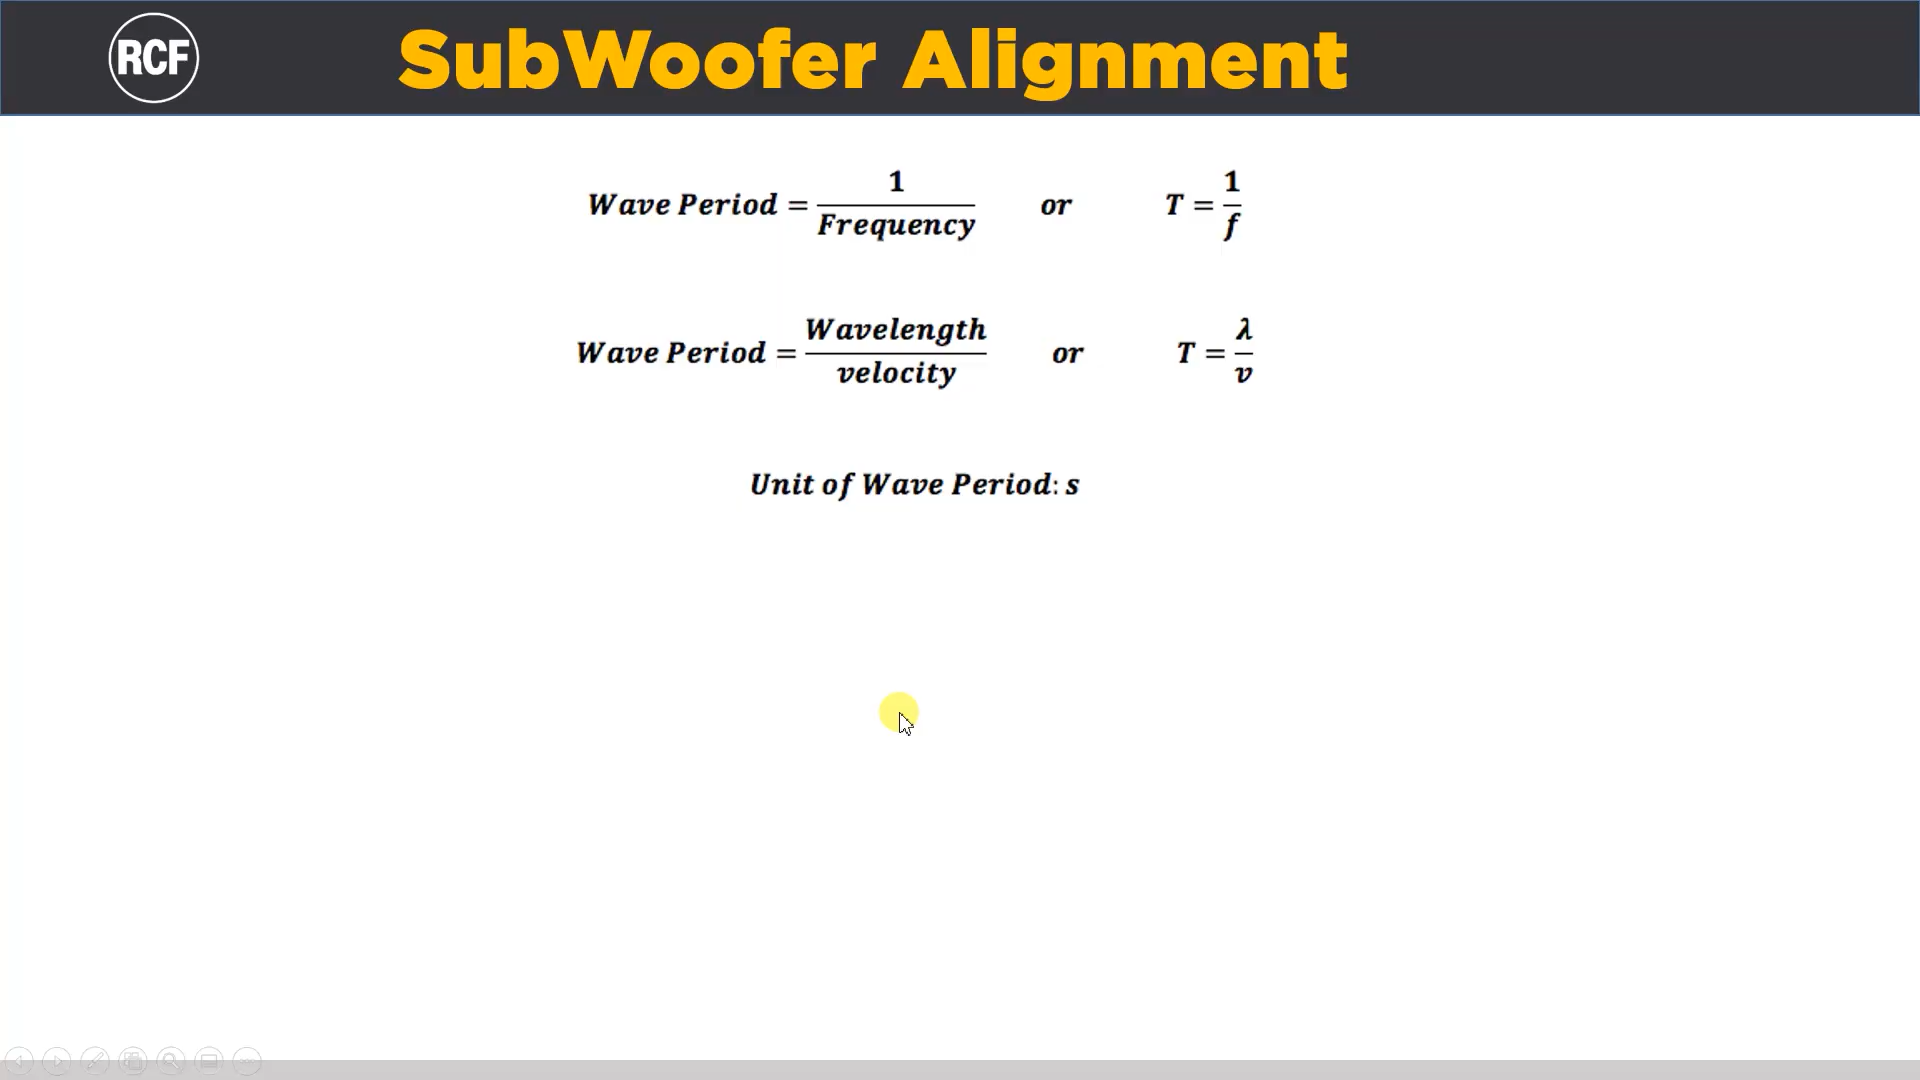 RCF
SubWoofer Alignment
Wave Period = 1/Frequency or T = 1/f
Wave Period = Wavelength/velocity or T = λ/v
Unit of Wave Period: s